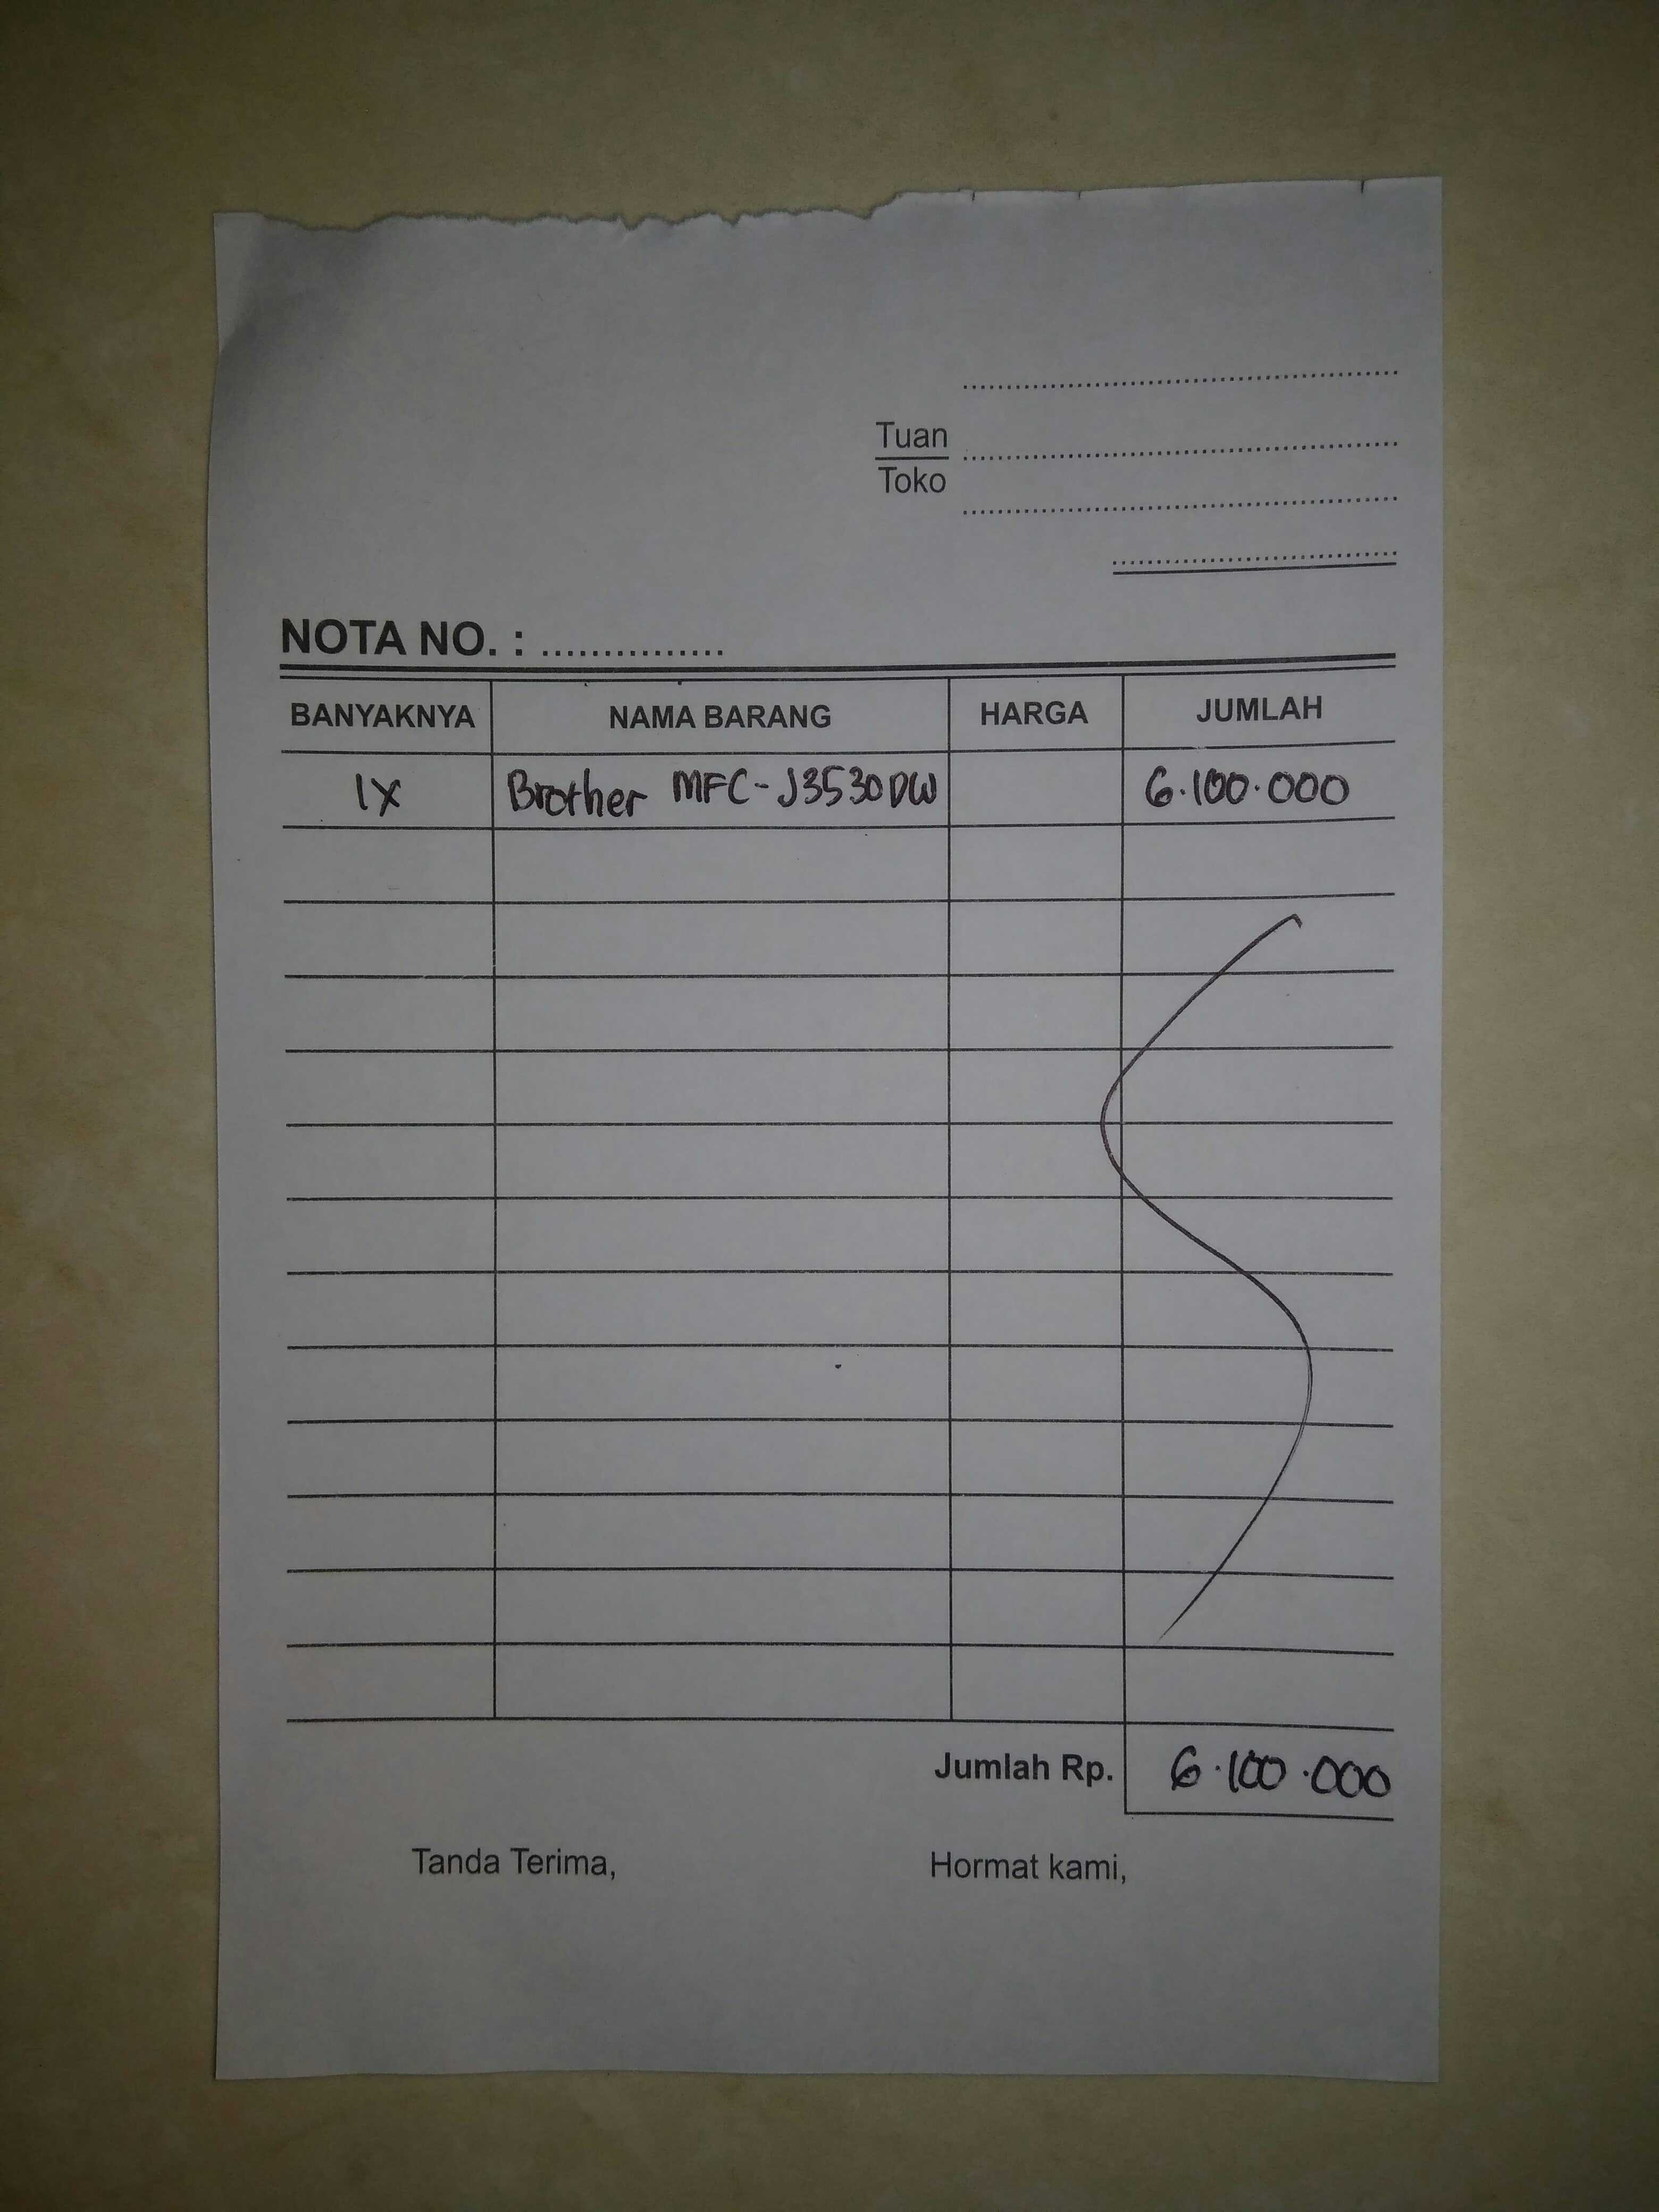 Tuan
Toko
NOTA NO. : ...............
BANYAKNYA NAMA BARANG HARGA JUMLAH
1x Brother MFC-J3530DW 6.100.000
Jumlah Rp. 6.100.000
Tanda Terima, Hormat kami,